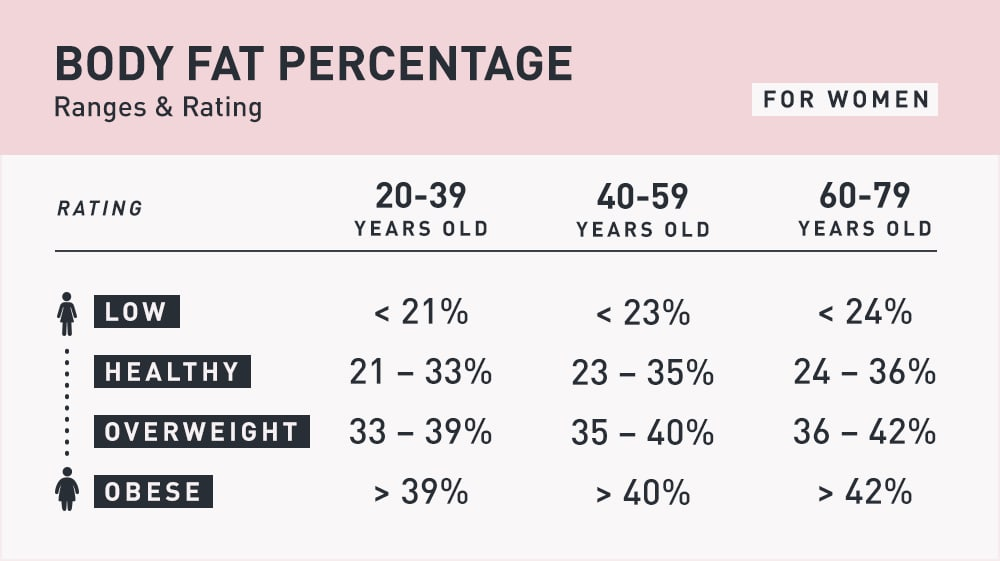 BODY FAT PERCENTAGE
Ranges & Rating
FOR WOMEN
RATING 20-39 40-59 60-79
YEARS OLD YEARS OLD YEARS OLD
LOW < 21% < 23% < 24%
HEALTHY 21 – 33% 23 – 35% 24 – 36%
OVERWEIGHT 33 – 39% 35 – 40% 36 – 42%
OBESE > 39% > 40% > 42%